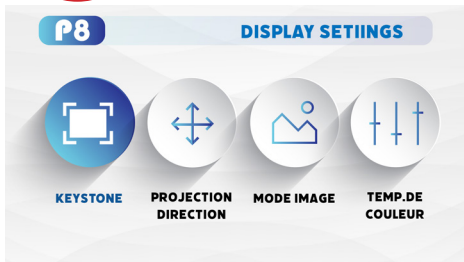 P8
DISPLAY SETIINGS
KEYSTONE
PROJECTION
DIRECTION
MODE IMAGE
TEMP.DE
COULEUR